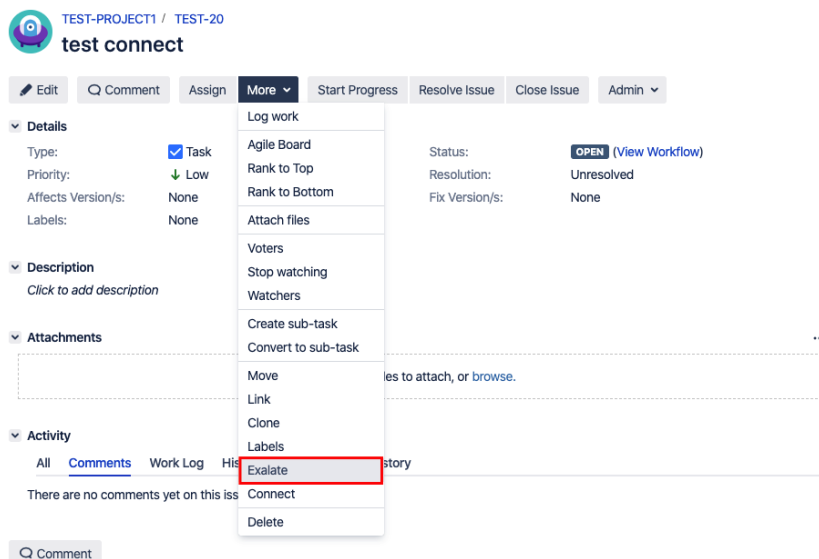 TEST-PROJECT1 / TEST-20
test connect
Edit Comment Assign More Start Progress Resolve Issue Close Issue Admin
Log work
Agile Board
Rank to Top
Rank to Bottom
Attach files
Voters
Stop watching
Watchers
Create sub-task
Convert to sub-task
Move
Link
Clone
Labels
Exalate
Connect
Delete
Details
Type: Task
Priority: Low
Affects Version/s: None
Labels: None
Status: OPEN (View Workflow)
Resolution: Unresolved
Fix Version/s: None
Description
Click to add description
Attachments
to attach, or browse.
Activity
All Comments Work Log
There are no comments yet on this
Comment